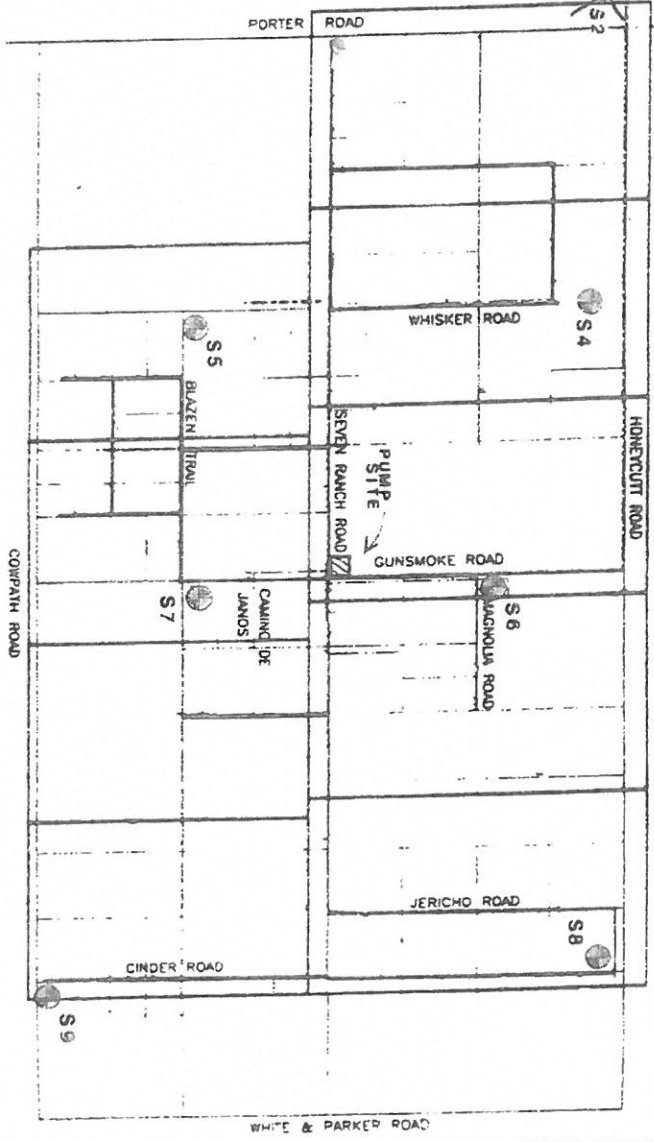 PORTER ROAD
S2
WHISKER ROAD
S4
S5
BLAZEN TRAIL
SEVEN RANCH ROAD
PUMP
SITE
HONEYCUTT ROAD
GUNSMOKE ROAD
S6
MAGNOLIA ROAD
S7
CAMINO DE
JANOS
COWPATH ROAD
JERICHO ROAD
S8
CINDER ROAD
S9
WHITE & PARKER ROAD